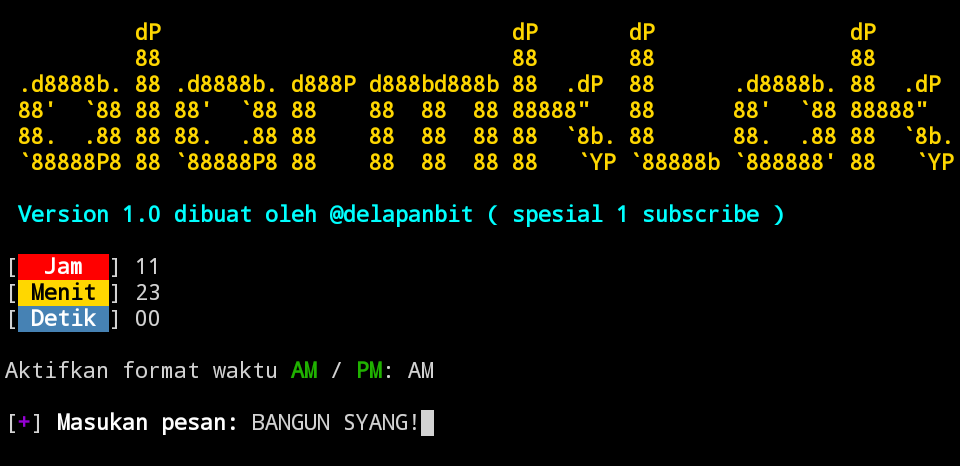 dP                           dP       dP               dP
         88                           88       88               88
.d8888b. 88 .d8888b. d888P d888bd888b 88  .dP  88      .d8888b. 88  .dP
88'  `88 88 88'  `88 88    88  88  88 88888"   88      88'  `88 88888"
88.  .88 88 88.  .88 88    88  88  88 88  `8b. 88      88.  .88 88  `8b.
`88888P8 88 `88888P8 88    88  88  88 88   `YP `88888b `888888' 88   `YP
Version 1.0 dibuat oleh @delapanbit ( spesial 1 subscribe )
[ Jam ] 11
[ Menit ] 23
[ Detik ] 00
Aktifkan format waktu AM / PM: AM
[+] Masukan pesan: BANGUN SYANG!